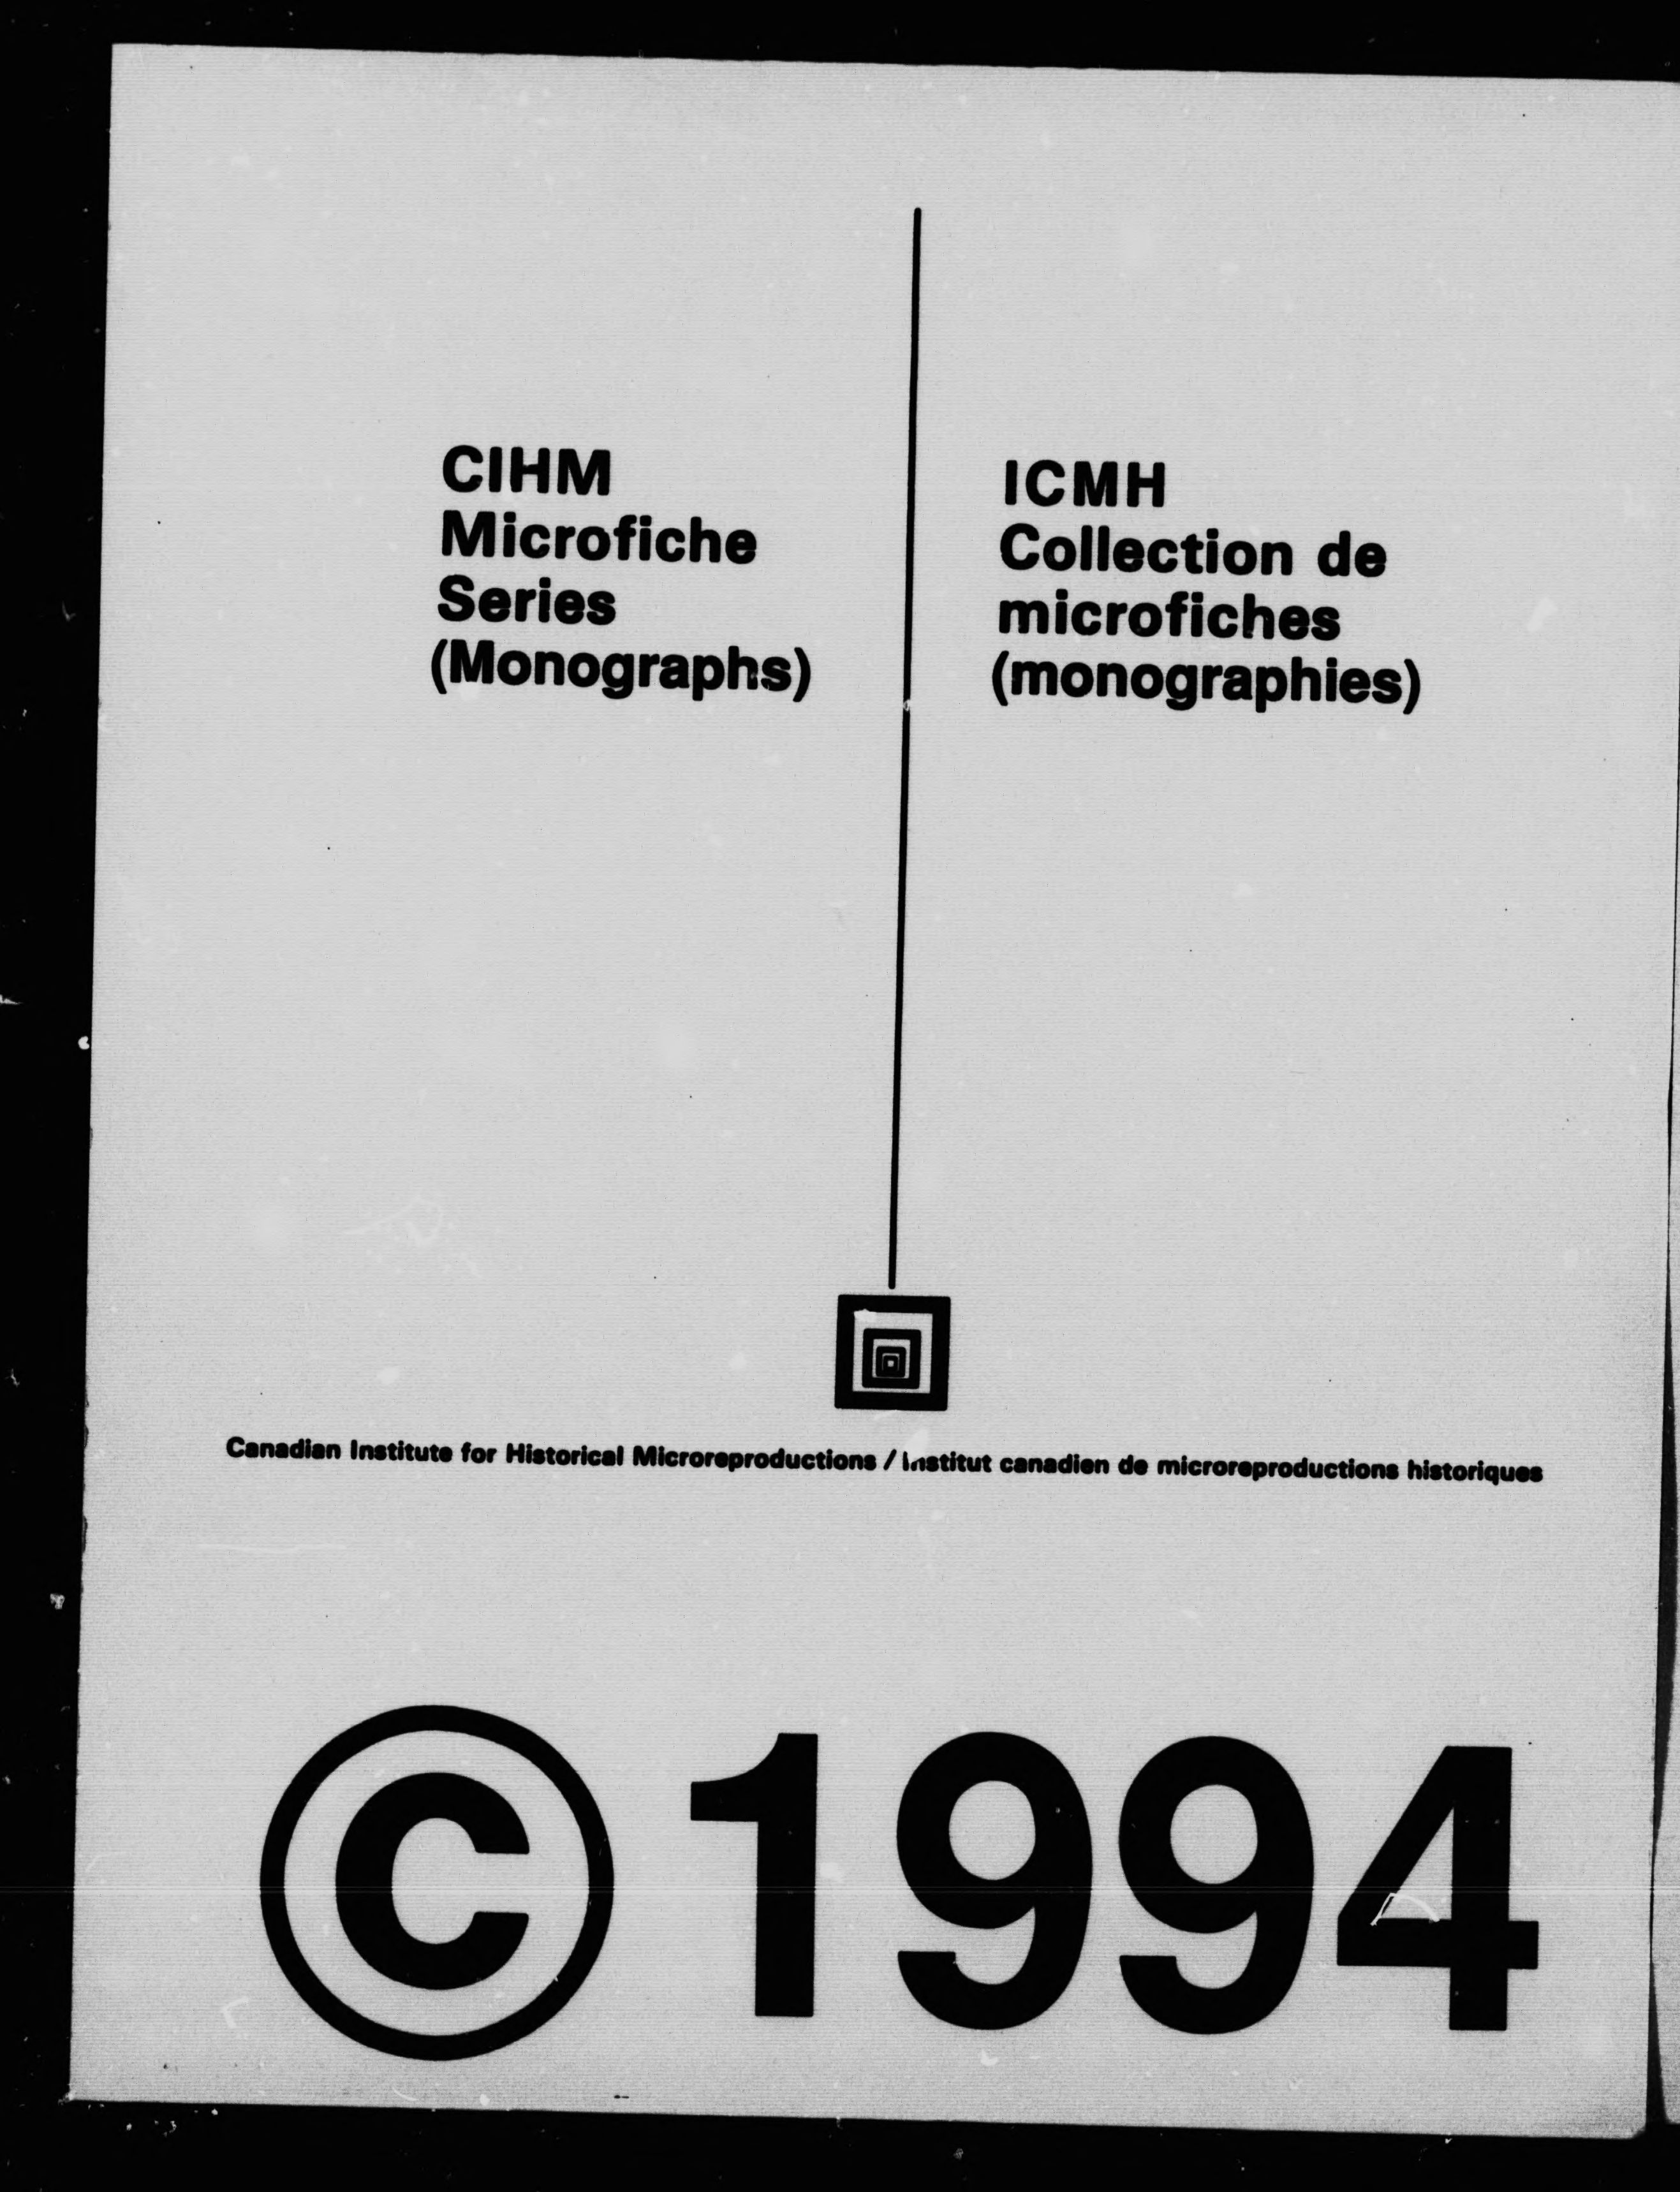 CIHM
Microfiche
Series
(Monographs)
ICMH
Collection de
microfiches
(monographies)
Canadian Institute for Historical Microreproductions / Institut canadien de microreproductions historiques
© 1994